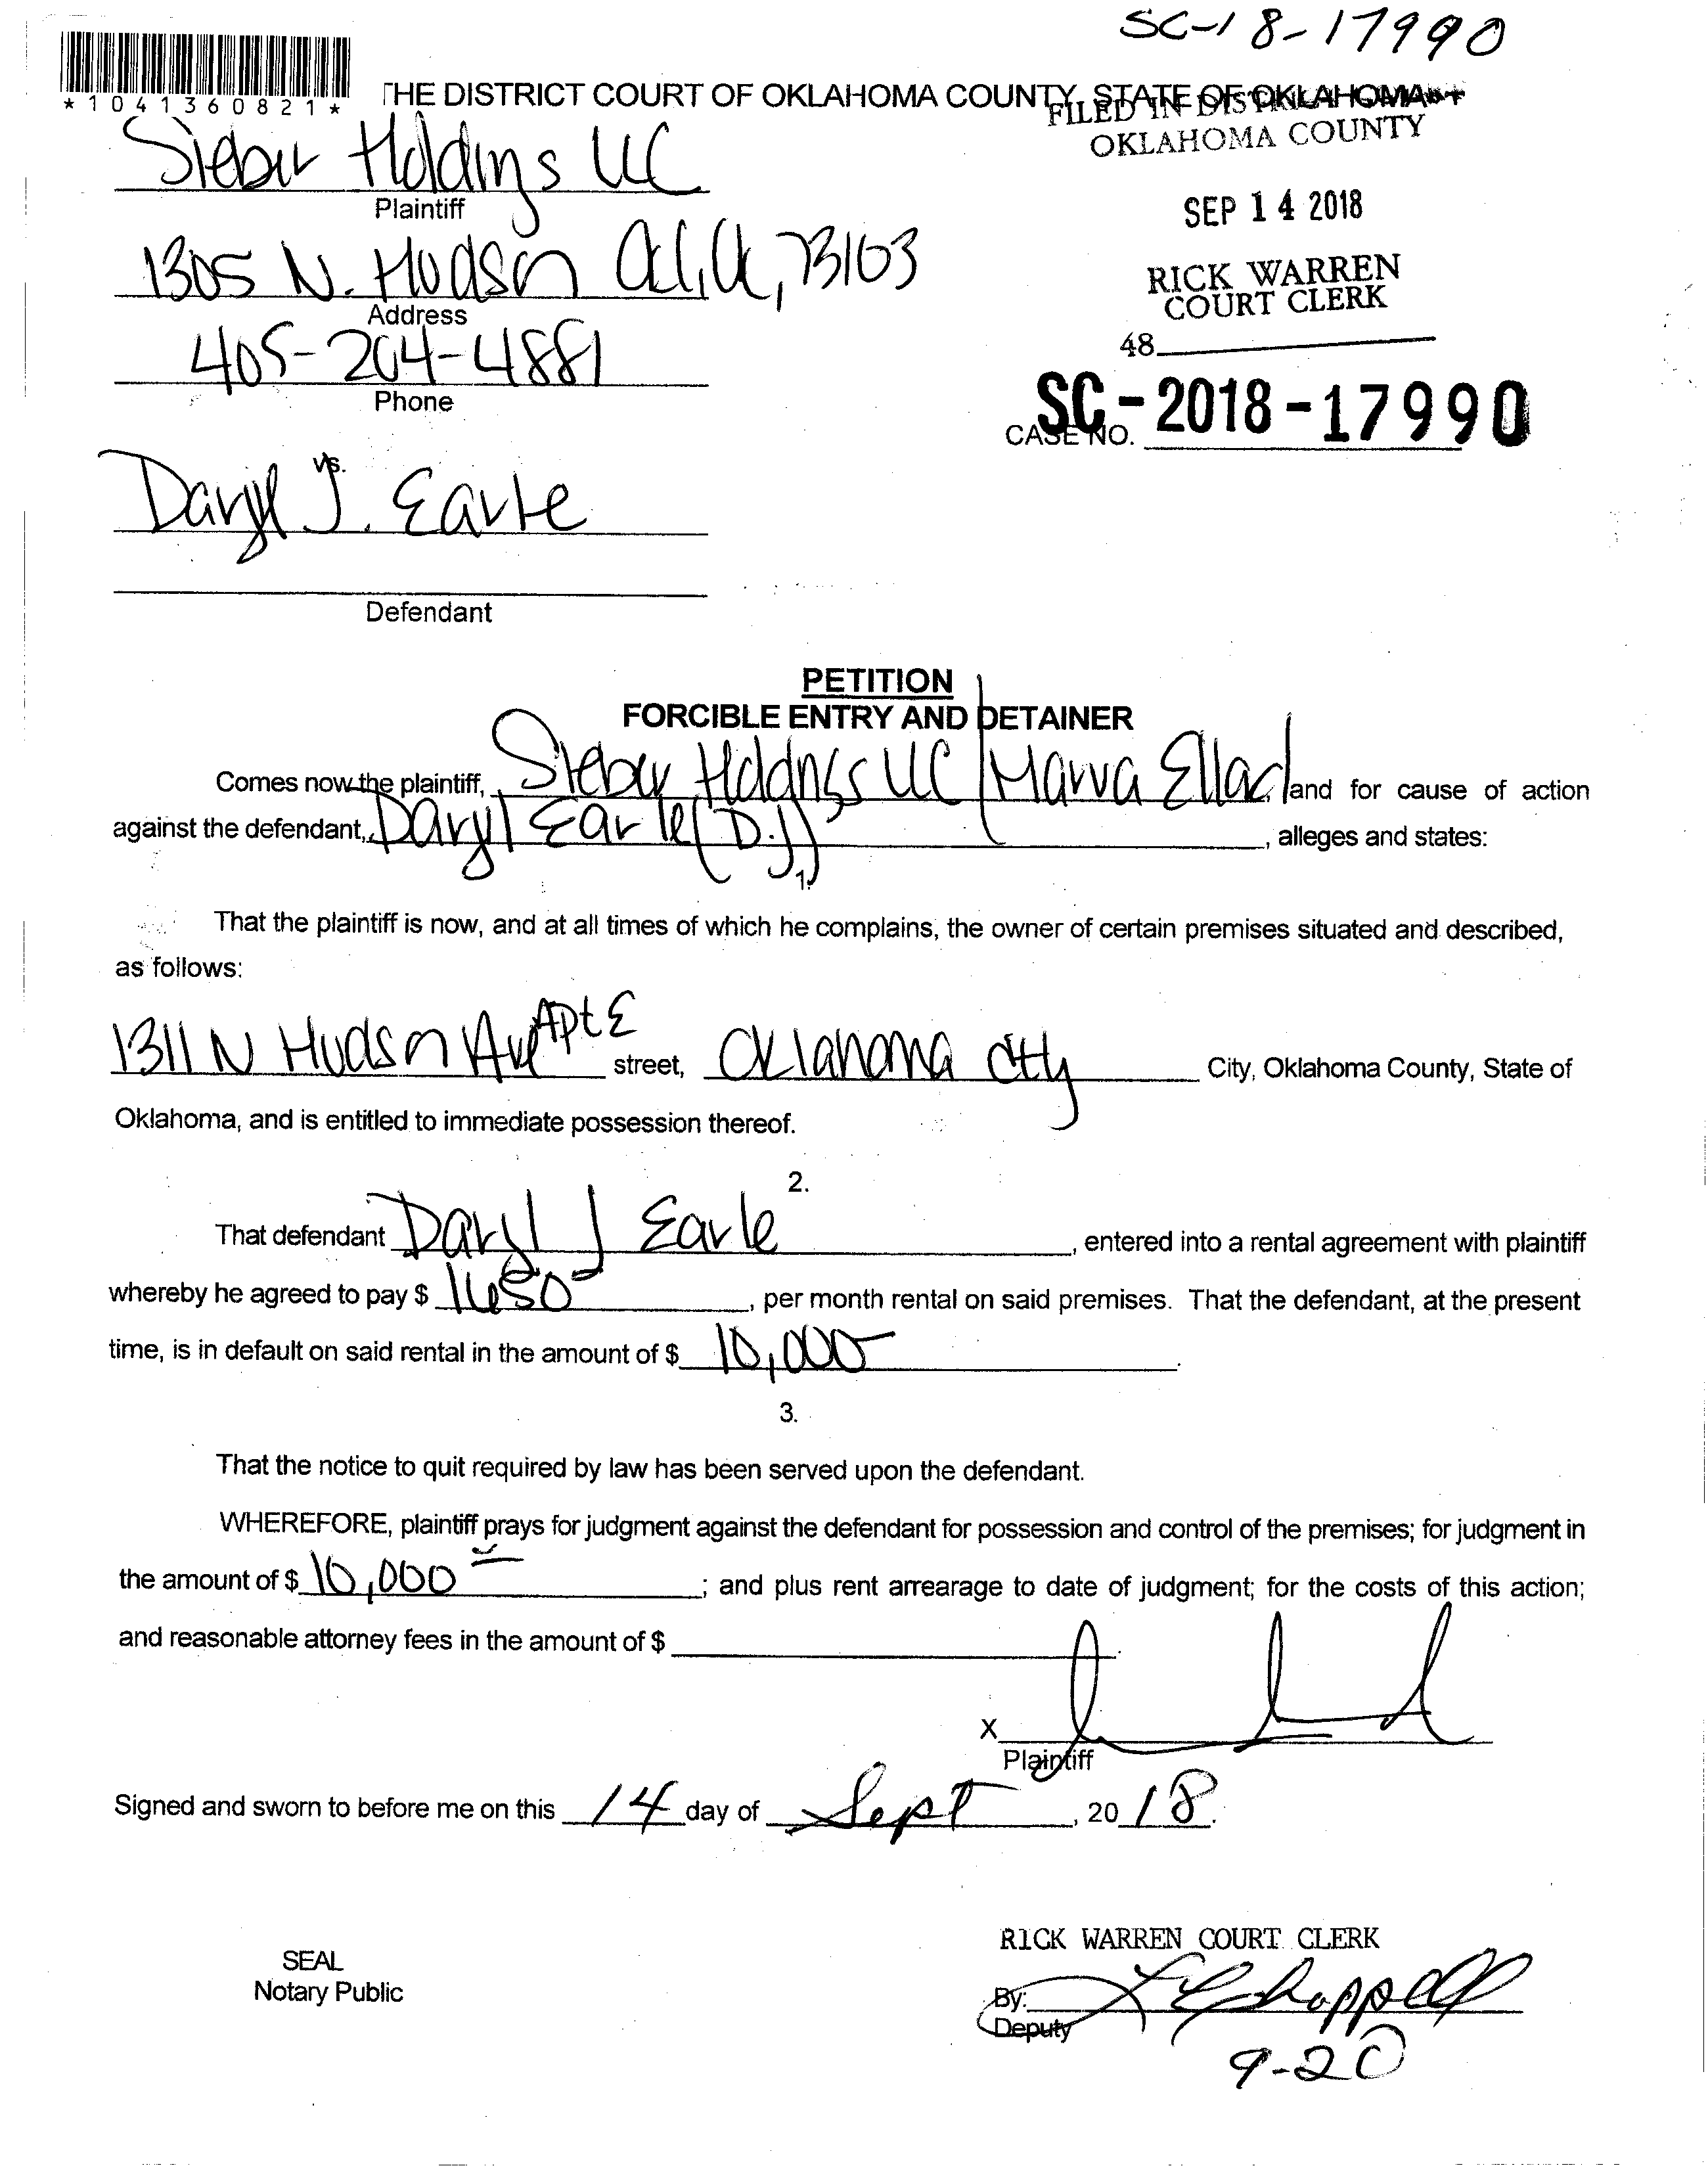 SC-18-17990
*1041360821*
THE DISTRICT COURT OF OKLAHOMA COUNTY, STATE OF OKLAHOMA
FILED IN DISTRICT
OKLAHOMA COUNTY
Sieber Holdings LLC
Plaintiff
SEP 14 2018
1305 N. Hudson 73103
Address
RICK WARREN
COURT CLERK
405-204-4881
Phone
48
SC-2018-17990
CASE NO.
vs.
Daryl J. Earle
Defendant
PETITION
FORCIBLE ENTRY AND DETAINER
Comes now the plaintiff, Sieber Holdings LLC / Marva Ellard and for cause of action
against the defendant, Daryl Earle (D.J), alleges and states:
1.
That the plaintiff is now, and at all times of which he complains, the owner of certain premises situated and described,
as follows:
1311 N Hudson Ave Apt E street, Oklahoma City City, Oklahoma County, State of
Oklahoma, and is entitled to immediate possession thereof.
2.
That defendant Daryl J Earle, entered into a rental agreement with plaintiff
whereby he agreed to pay $ 1650, per month rental on said premises. That the defendant, at the present
time, is in default on said rental in the amount of $ 10,000.
3.
That the notice to quit required by law has been served upon the defendant.
WHEREFORE, plaintiff prays for judgment against the defendant for possession and control of the premises; for judgment in
the amount of $ 10,000; and plus rent arrearage to date of judgment; for the costs of this action;
and reasonable attorney fees in the amount of $
X
Plaintiff
Signed and sworn to before me on this 14 day of Sept, 2018.
RICK WARREN COURT CLERK
SEAL
Notary Public
By:
Deputy
9-20